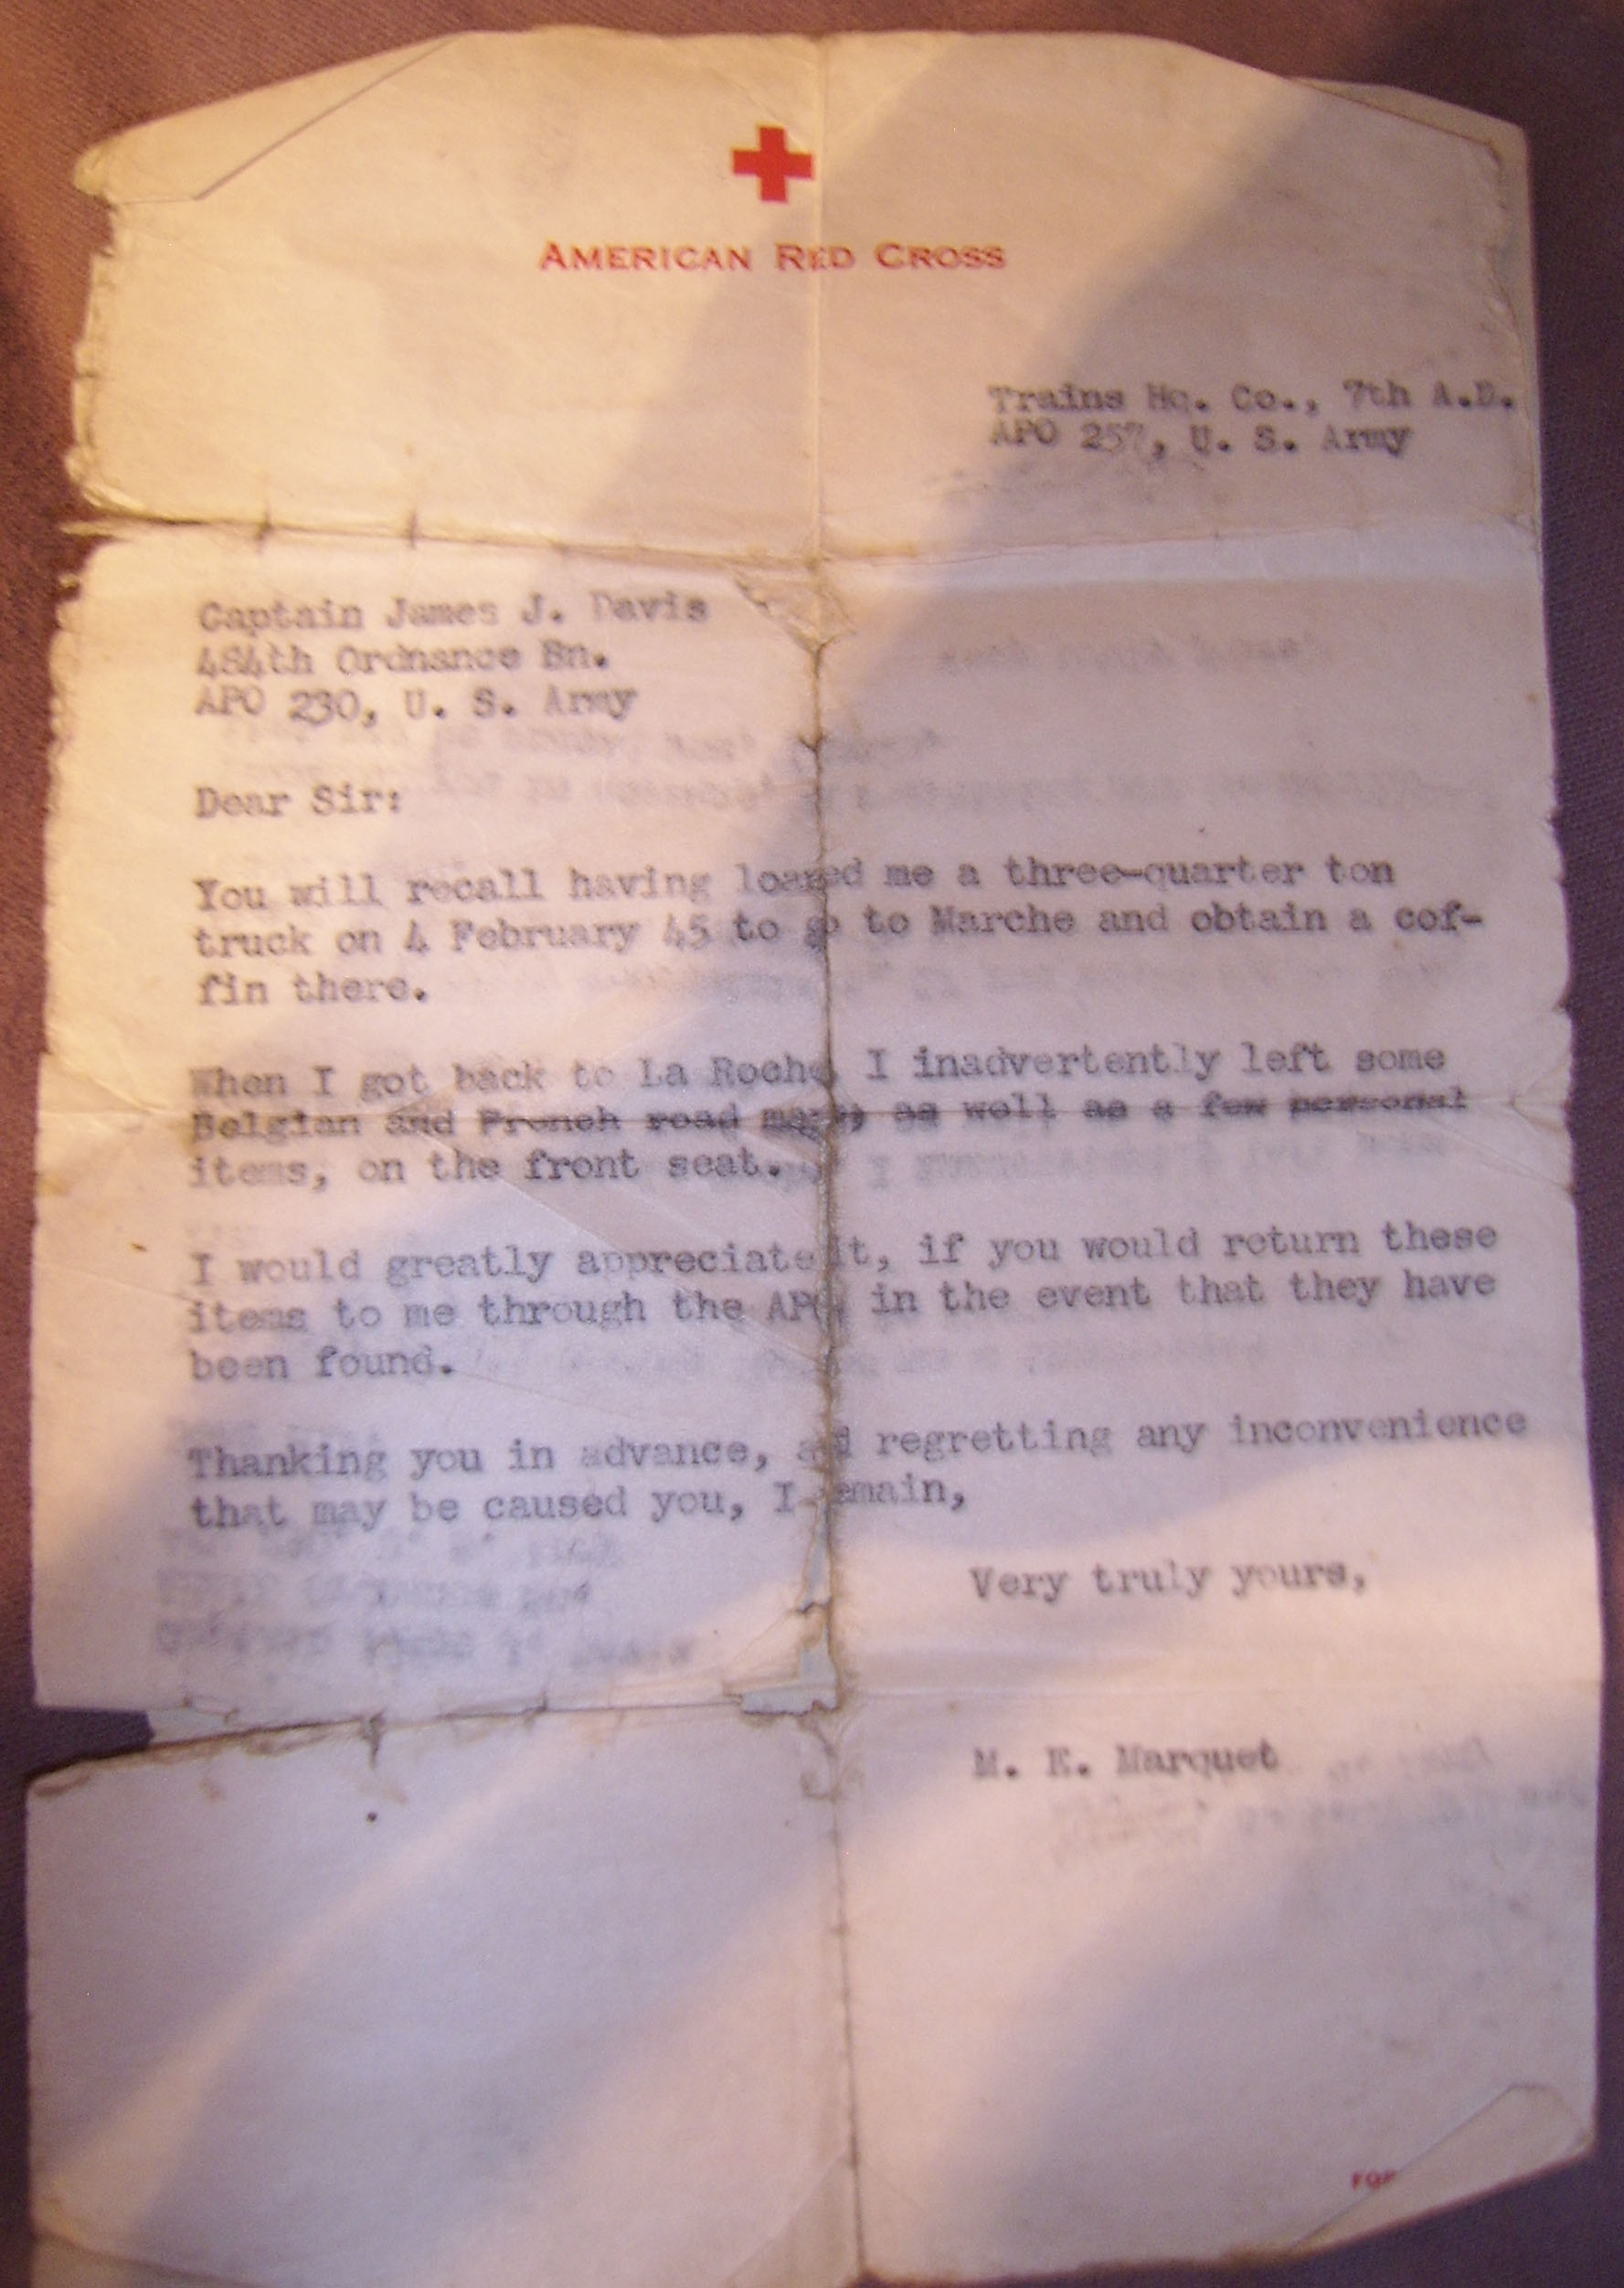 AMERICAN RED CROSS
Trains Hq. Co., 7th A.D.
APO 257, U. S. Army
Captain James J. Davis
484th Ordnance Bn.
APO 230, U. S. Army
Dear Sir:
You will recall having loaned me a three-quarter ton
truck on 4 February 45 to go to Marche and obtain a cof-
fin there.
When I got back to La Roche, I inadvertently left some
Belgian and French road maps, as well as a few personal
items, on the front seat.
I would greatly appreciate it, if you would return these
items to me through the APO, in the event that they have
been found.
Thanking you in advance, and regretting any inconvenience
that may be caused you, I remain,
Very truly yours,
M. E. Marquet